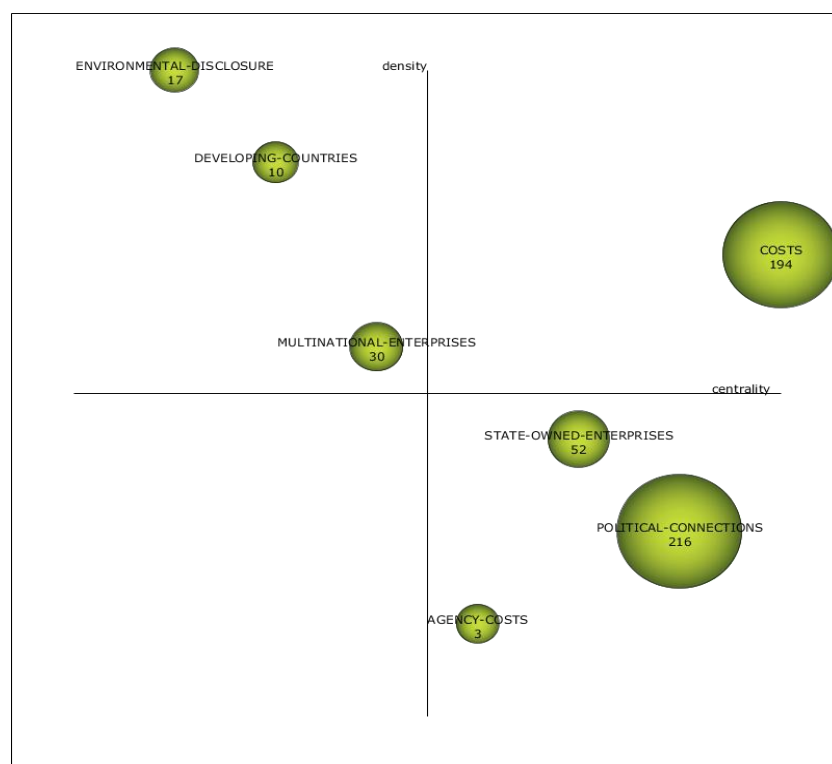 ENVIRONMENTAL-DISCLOSURE
17
density
DEVELOPING-COUNTRIES
10
COSTS
194
MULTINATIONAL-ENTERPRISES
30
centrality
STATE-OWNED-ENTERPRISES
52
POLITICAL-CONNECTIONS
216
AGENCY-COSTS
3